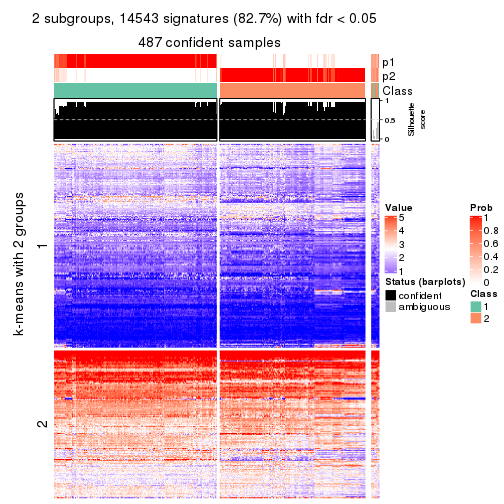 2 subgroups, 14543 signatures (82.7%) with fdr < 0.05
487 confident samples
p1
p2
Class
1
0.5
0
Silhouette
score
k-means with 2 groups
1
2
Value
5
4
3
2
1
Status (barplots)
confident
ambiguous
Prob
1
0.8
0.6
0.4
0.2
0
Class
1
2